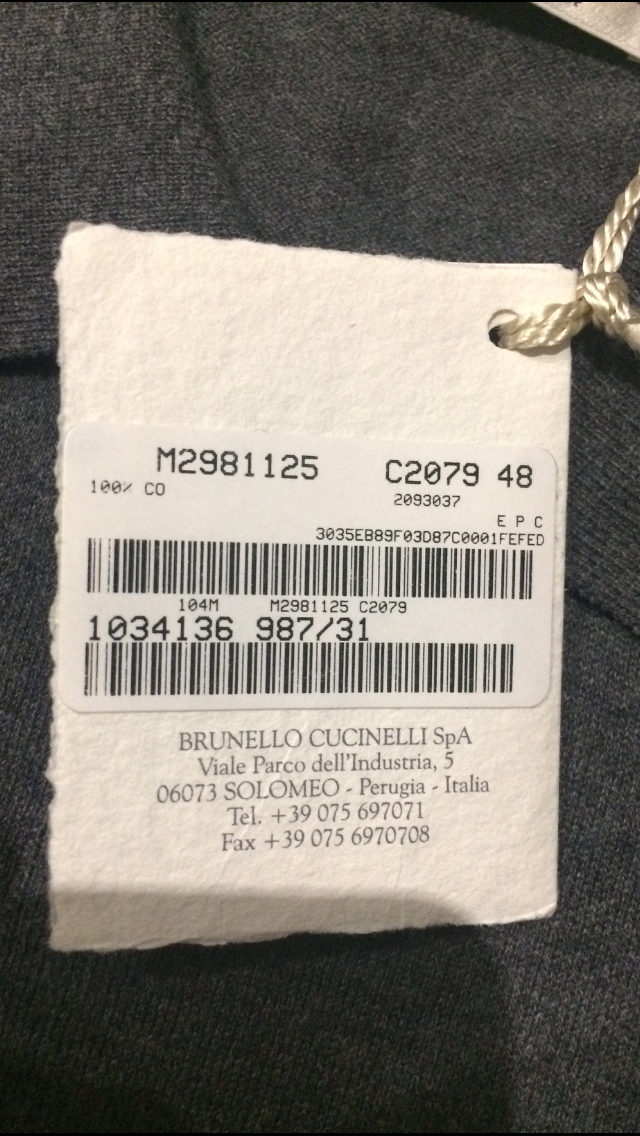 M2981125 C2079 48
100% CO 2093037
E P C
3035EB89F03D87C0001FEFED
104M M2981125 C2079
1034136 987/31
BRUNELLO CUCINELLI SpA
Viale Parco dell'Industria, 5
06073 SOLOMEO - Perugia - Italia
Tel. +39 075 697071
Fax +39 075 6970708